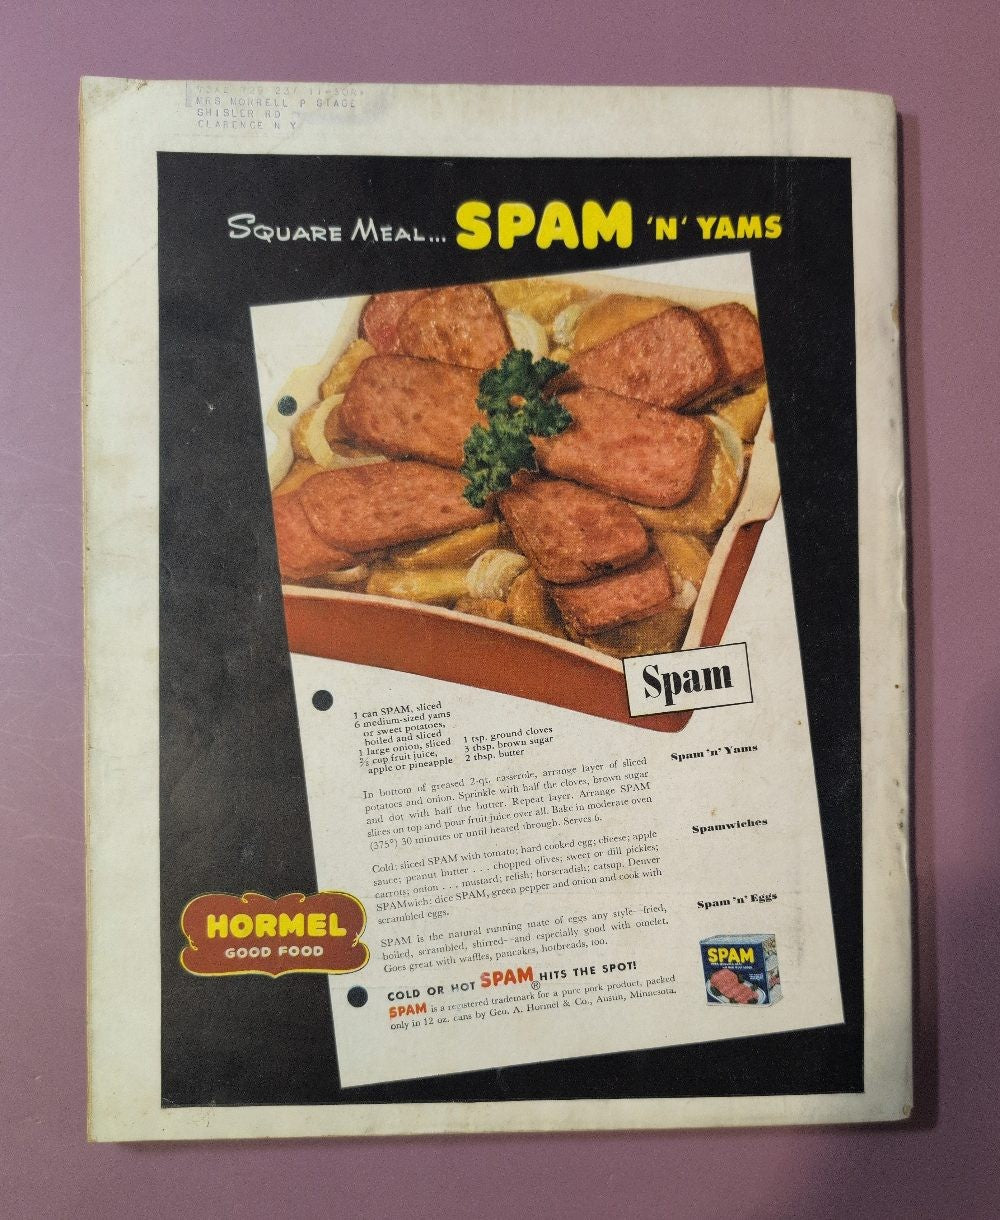 MRS MORRELL P STAGE
SHISLER RD
CLARENCE N Y
SQUARE MEAL... SPAM 'N' YAMS
Spam
1 can SPAM, sliced
6 medium-sized yams
or sweet potatoes,
boiled and sliced
1 large onion, sliced
cup fruit juice,
apple or pineapple
1 tsp. ground cloves
3 tbsp. brown sugar
2 tbsp. butter
Spam 'n' Yams
In bottom of greased 2-qt. casserole, arrange layer of sliced
potatoes and onion. Sprinkle with half the cloves, brown sugar
and dot with half the butter. Repeat layer. Arrange SPAM
slices on top and pour fruit juice over all. Bake in moderate oven
(375°) 30 minutes or until heated through. Serves 6.
Spamwiches
Cold: sliced SPAM with tomato; hard cooked egg; cheese; apple
sauce; peanut butter . . . chopped olives; sweet or dill pickles;
carrots; onion . . . mustard; relish; horseradish; catsup. Denver
SPAMwich: dice SPAM, green pepper and onion and cook with
scrambled eggs.
Spam 'n' Eggs
SPAM is the natural running mate of eggs any style—fried,
boiled, scrambled, shirred—and especially good with omelet.
Goes great with waffles, pancakes, hotbreads, too.
COLD OR HOT SPAM HITS THE SPOT!
SPAM is a registered trademark for a pure pork product, packed
only in 12 oz. cans by Geo. A. Hormel & Co., Austin, Minnesota.
®
HORMEL
GOOD FOOD
SPAM